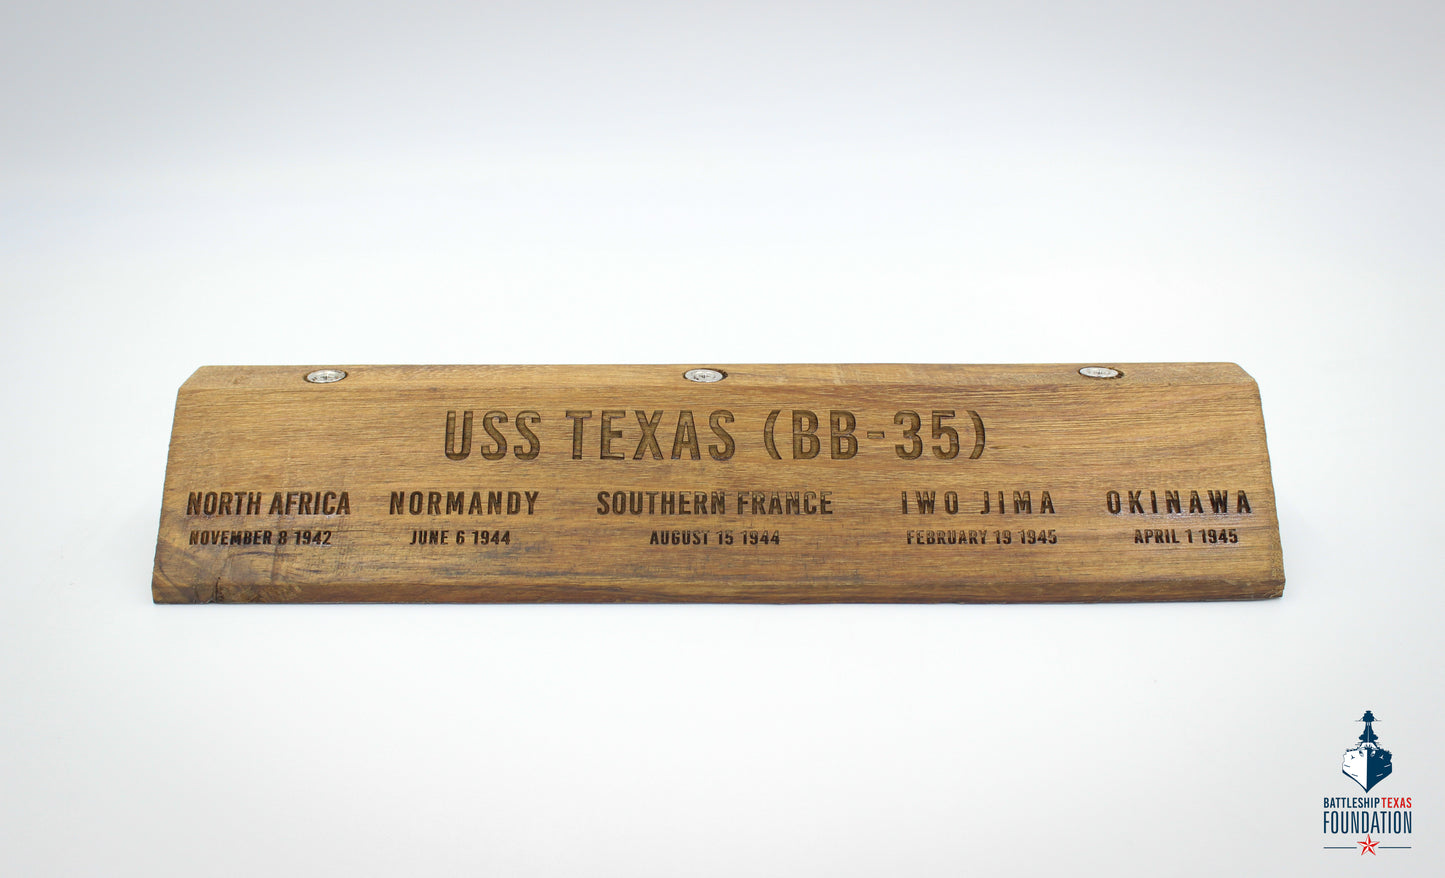 USS TEXAS (BB-35)
NORTH AFRICA NORMANDY SOUTHERN FRANCE IWO JIMA OKINAWA
NOVEMBER 8 1942 JUNE 6 1944 AUGUST 15 1944 FEBRUARY 19 1945 APRIL 1 1945
BATTLESHIP TEXAS
FOUNDATION